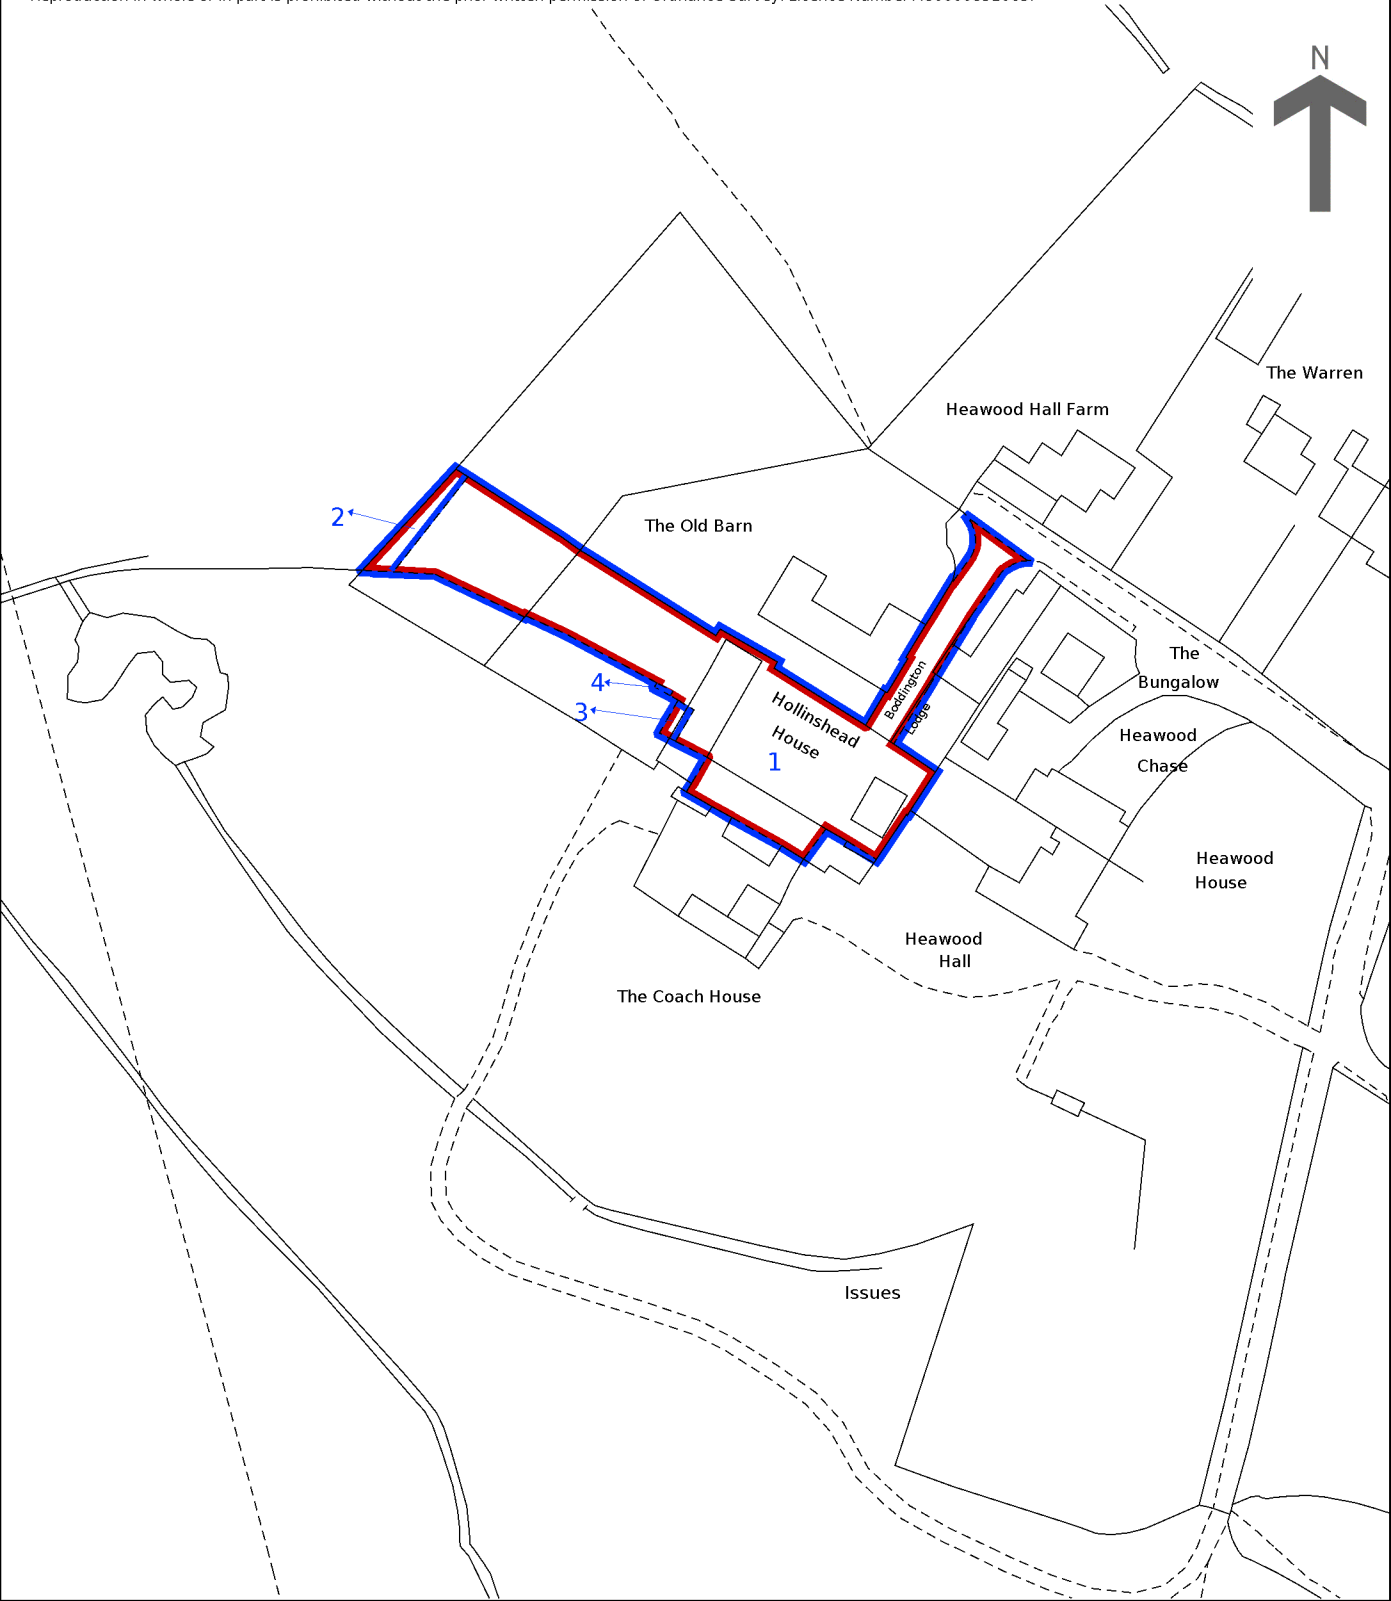 N
The Warren
Heawood Hall Farm
2
The Old Barn
The
Bungalow
4
3
Boddington
Lodge
Hollinshead
House
1
Heawood
Chase
Heawood
House
Heawood
Hall
The Coach House
Issues